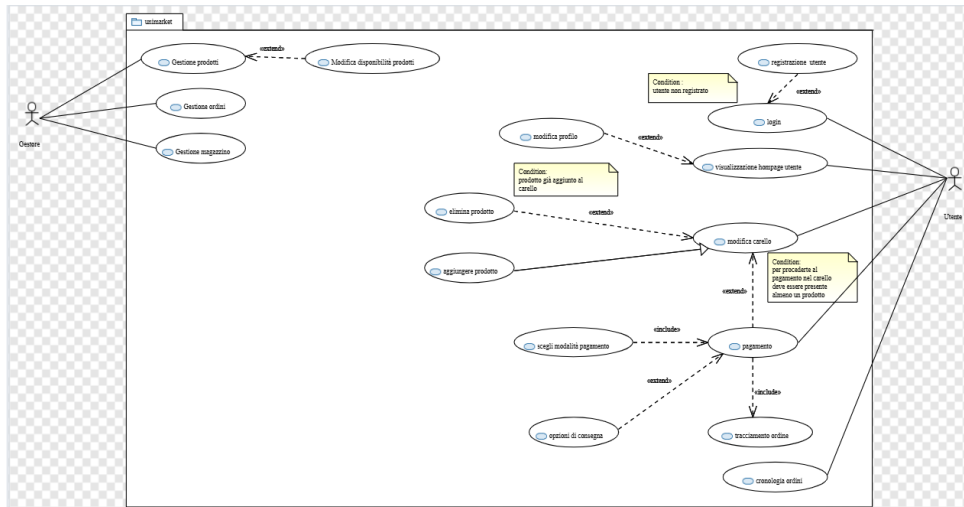 unimarket
Gestione prodotti
«extend»
Modifica disponibilità prodotti
registrazione utente
Condition :
utente non registrato
«extend»
Gestione ordini
login
Gestore
Gestione magazzino
modifica profilo
«extend»
visualizzazione hompage utente
Condition:
prodotto già aggiunto al
carello
Utente
elimina prodotto
«extend»
modifica carello
aggiungere prodotto
Condition:
per procederte al
pagamento nel carello
deve essere presente
almeno un prodotto
«extend»
«include»
scegli modalità pagamento
pagamento
«extend»
«include»
opzioni di consegna
tracciamento ordine
cronologia ordini